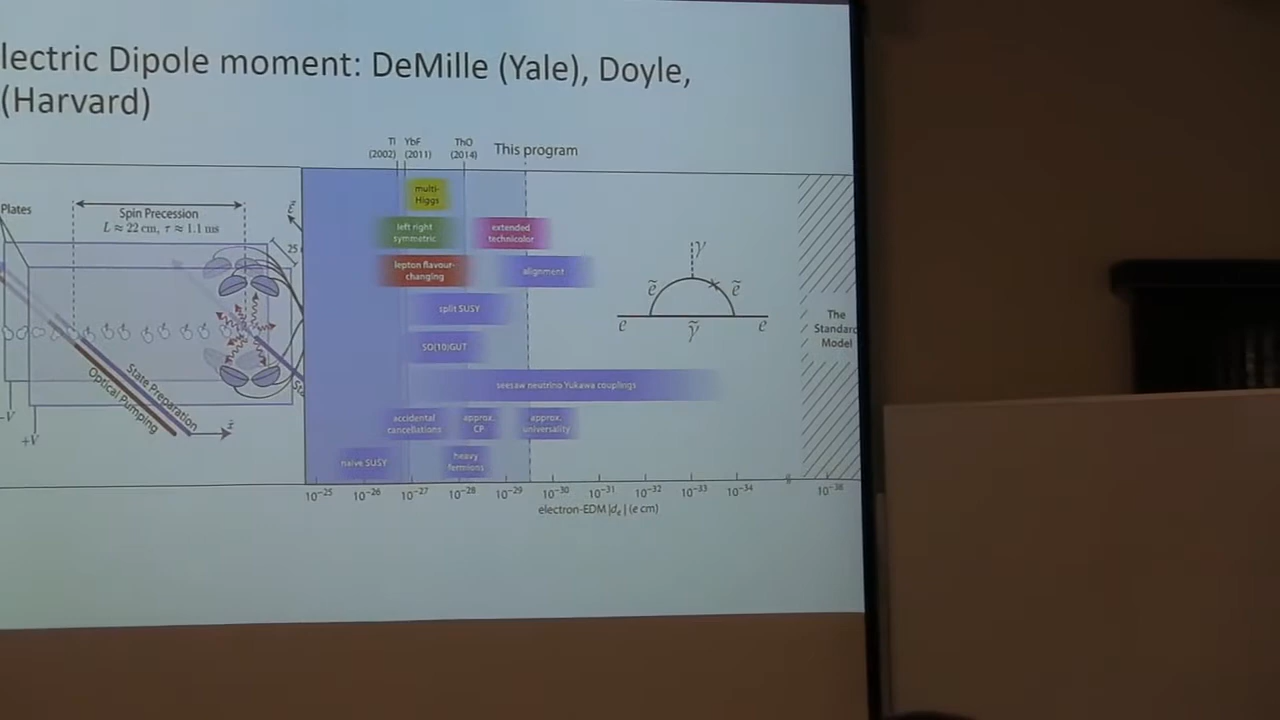 lectric Dipole moment: DeMille (Yale), Doyle,
(Harvard)
Plates
Spin Precession
L ≈ 22 cm, τ ≈ 1.1 ms
ε
25
State Preparation
Optical Pumping
x̂
-V
+V
Tl YbF ThO
(2002) (2011) (2014) This program
multi-
Higgs
left right
symmetric
extended
technicolor
lepton flavour-
changing
alignment
split SUSY
SO(10)GUT
seesaw neutrino Yukawa couplings
accidental
cancellations
approx.
CP
approx.
universality
naive SUSY
heavy
fermions
γ
ẽ ẽ
e γ̃ e
The
Standard
Model
10⁻²⁵ 10⁻²⁶ 10⁻²⁷ 10⁻²⁸ 10⁻²⁹ 10⁻³⁰ 10⁻³¹ 10⁻³² 10⁻³³ 10⁻³⁴ 10⁻³⁸
electron-EDM |dₑ| (e cm)